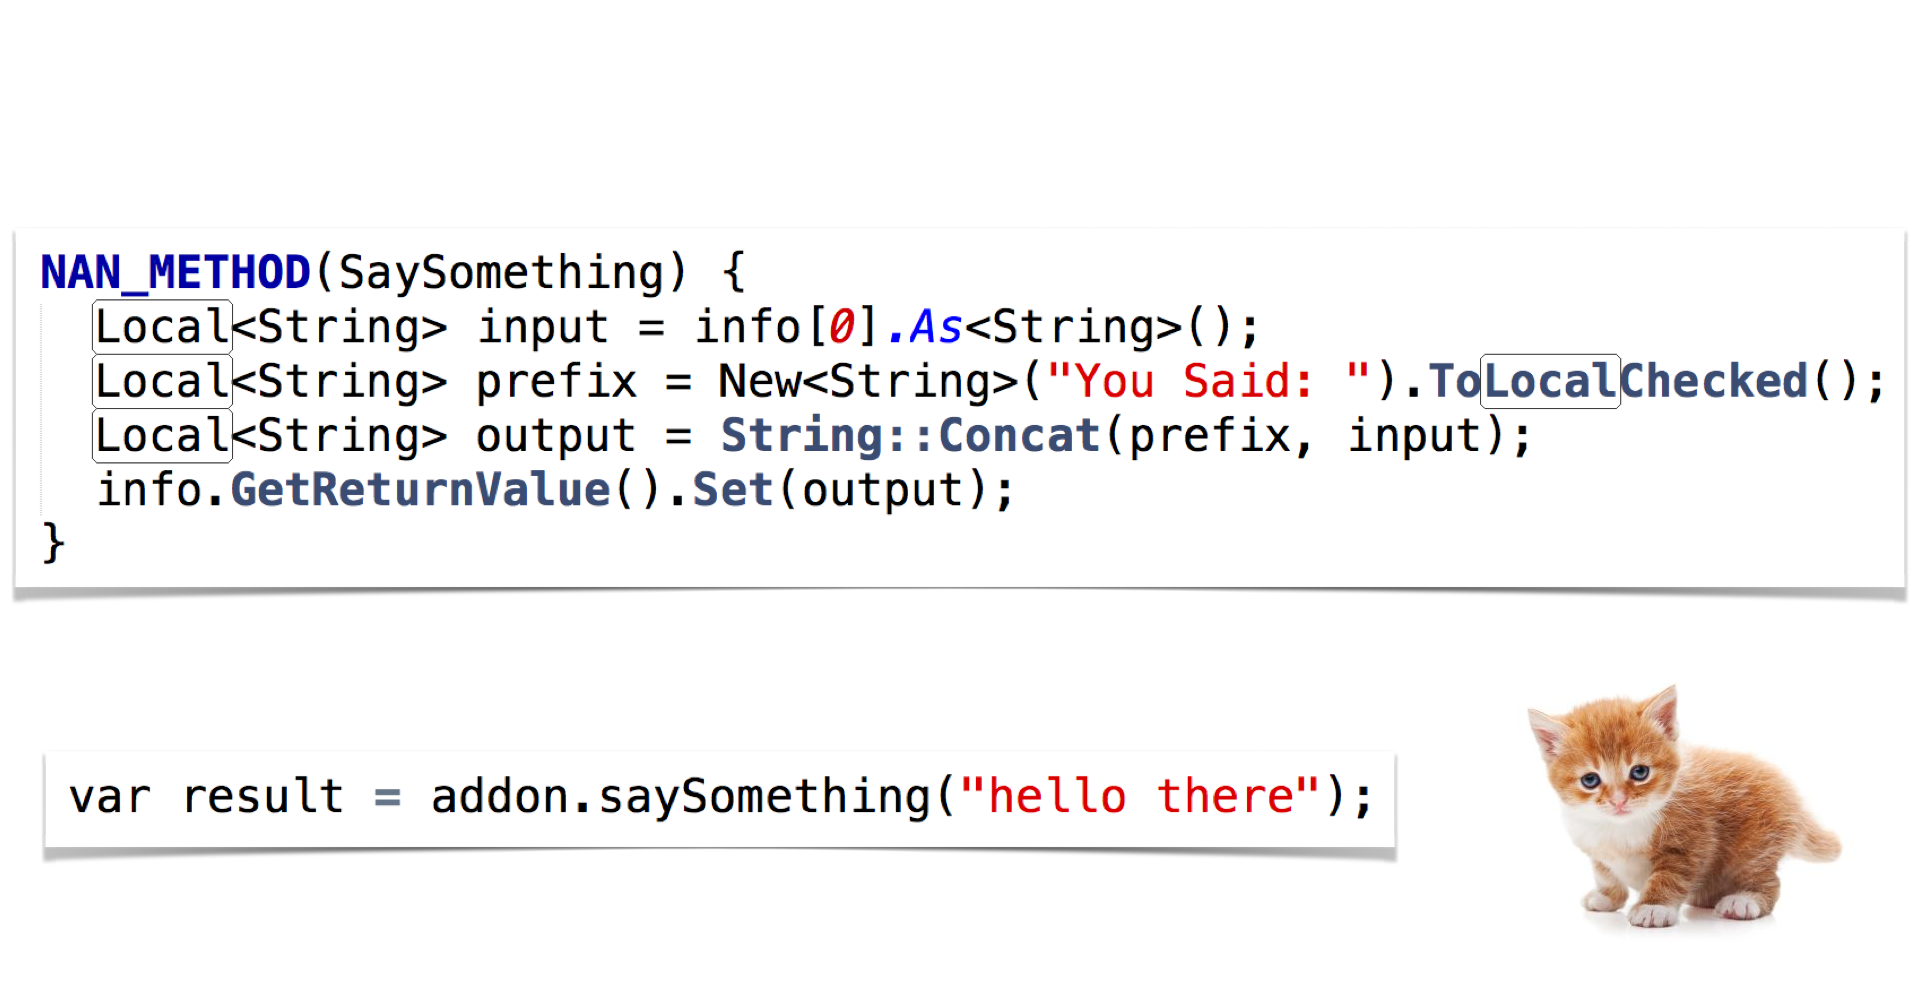 NAN_METHOD(SaySomething) {
  Local<String> input = info[0].As<String>();
  Local<String> prefix = New<String>("You Said: ").ToLocalChecked();
  Local<String> output = String::Concat(prefix, input);
  info.GetReturnValue().Set(output);
}
var result = addon.saySomething("hello there");